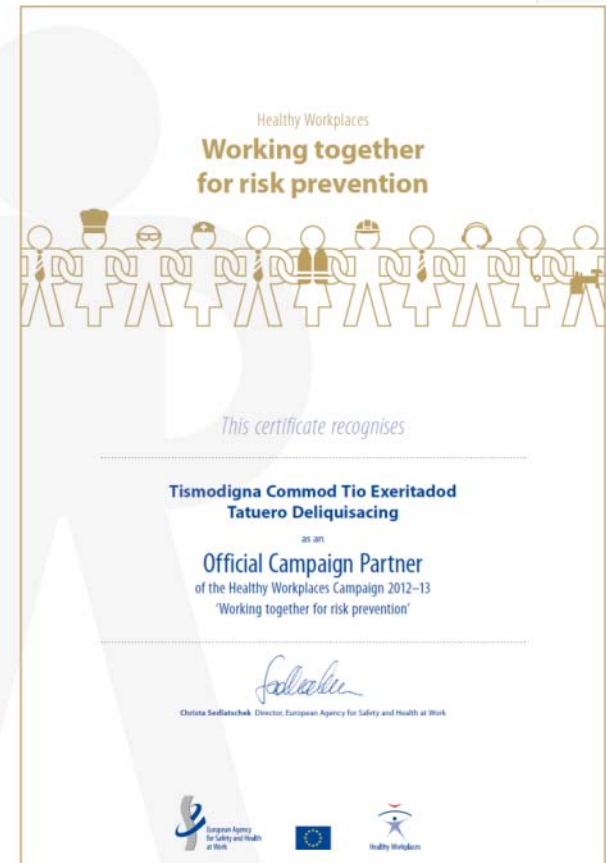 Healthy Workplaces
Working together
for risk prevention
This certificate recognises
Tismodigna Commod Tio Exeritadod
Tatuero Deliquisacing
as an
Official Campaign Partner
of the Healthy Workplaces Campaign 2012–13
‘Working together for risk prevention’
Christa Sedlatschek Director, European Agency for Safety and Health at Work
European Agency
for Safety and Health
at Work
Healthy Workplaces